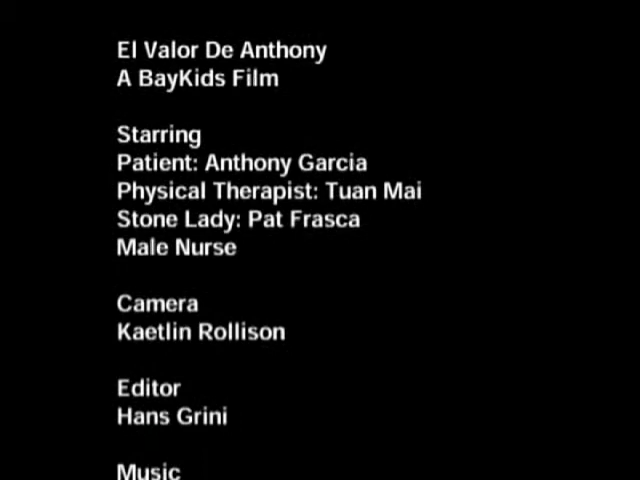 El Valor De Anthony
A BayKids Film
Starring
Patient: Anthony Garcia
Physical Therapist: Tuan Mai
Stone Lady: Pat Frasca
Male Nurse
Camera
Kaetlin Rollison
Editor
Hans Grini
Music